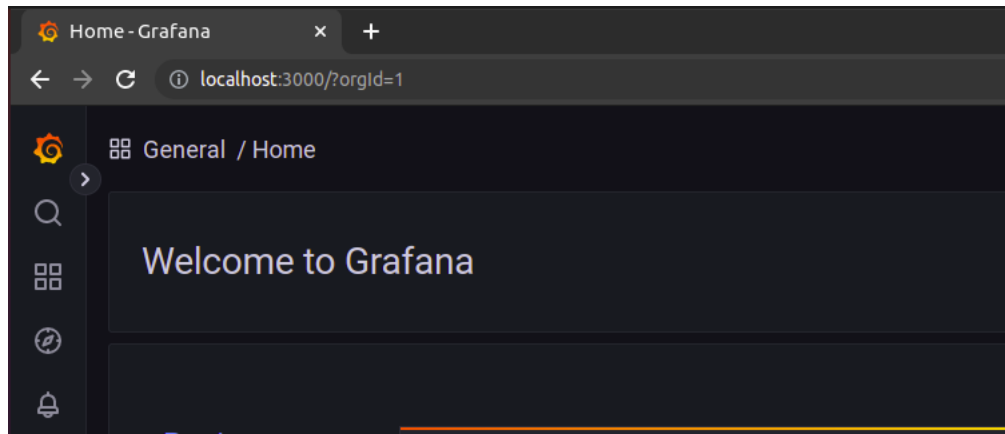 Home - Grafana
localhost:3000/?orgId=1
General / Home
Welcome to Grafana